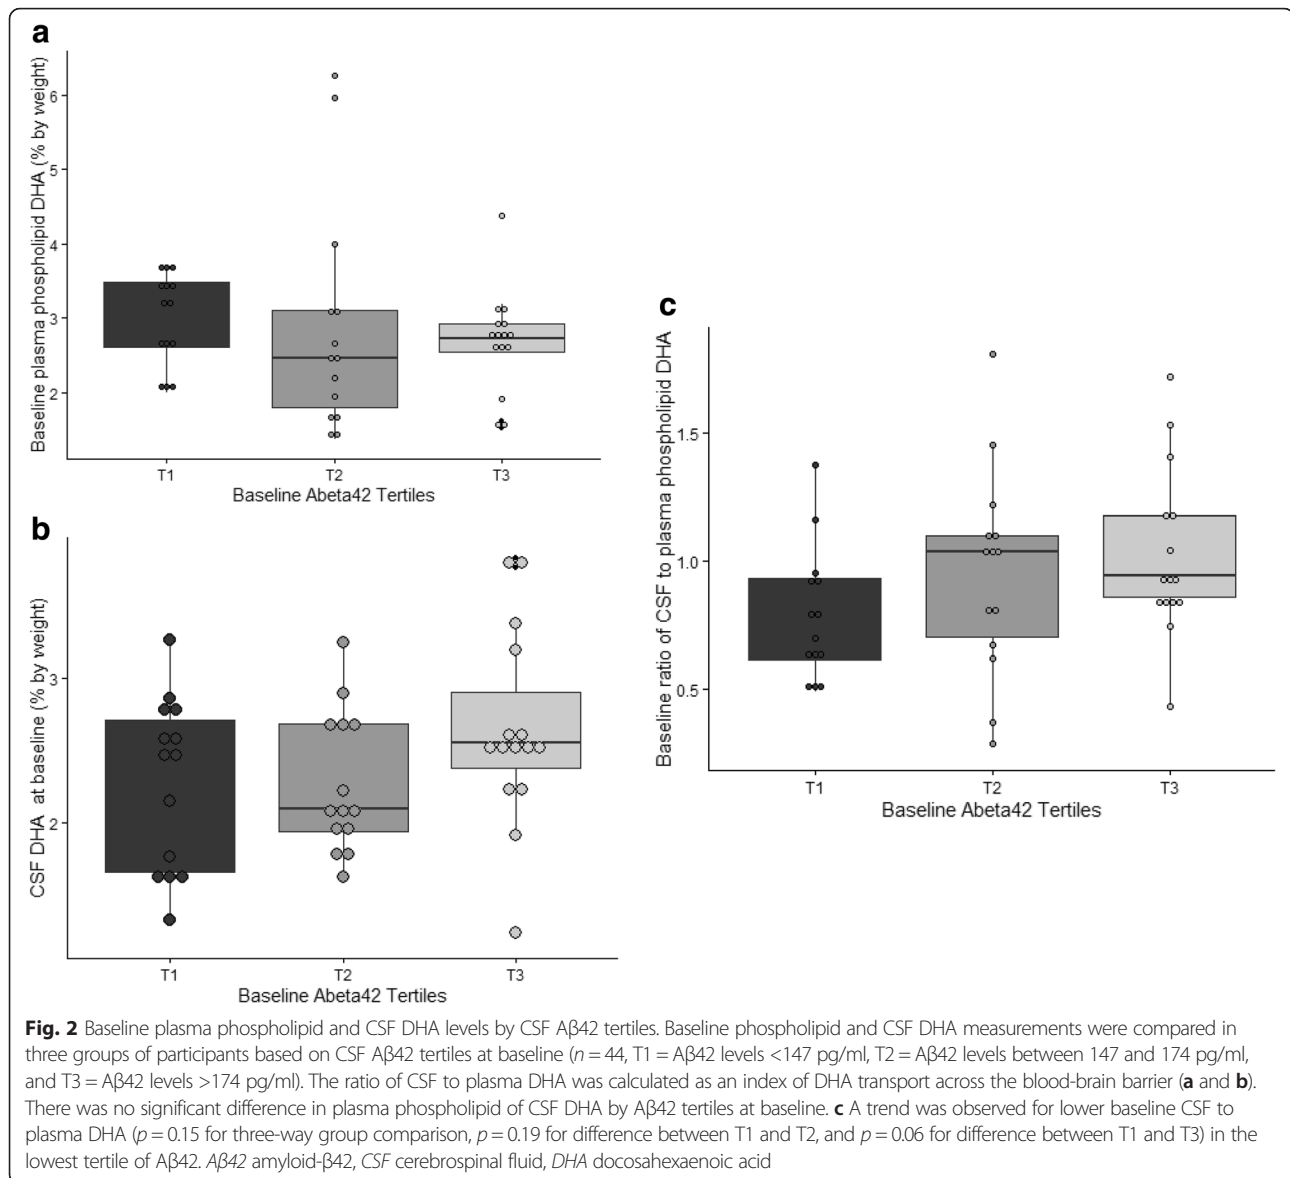 a
Baseline plasma phospholipid DHA (% by weight)
6
5
4
3
2
T1
T2
T3
Baseline Abeta42 Tertiles
b
CSF DHA at baseline (% by weight)
3
2
T1
T2
T3
Baseline Abeta42 Tertiles
c
Baseline ratio of CSF to plasma phospholipid DHA
1.5
1.0
0.5
T1
T2
T3
Baseline Abeta42 Tertiles
Fig. 2 Baseline plasma phospholipid and CSF DHA levels by CSF Aβ42 tertiles. Baseline phospholipid and CSF DHA measurements were compared in
three groups of participants based on CSF Aβ42 tertiles at baseline (n = 44, T1 = Aβ42 levels <147 pg/ml, T2 = Aβ42 levels between 147 and 174 pg/ml,
and T3 = Aβ42 levels >174 pg/ml). The ratio of CSF to plasma DHA was calculated as an index of DHA transport across the blood-brain barrier (a and b).
There was no significant difference in plasma phospholipid of CSF DHA by Aβ42 tertiles at baseline. c A trend was observed for lower baseline CSF to
plasma DHA (p = 0.15 for three-way group comparison, p = 0.19 for difference between T1 and T2, and p = 0.06 for difference between T1 and T3) in the
lowest tertile of Aβ42. Aβ42 amyloid-β42, CSF cerebrospinal fluid, DHA docosahexaenoic acid